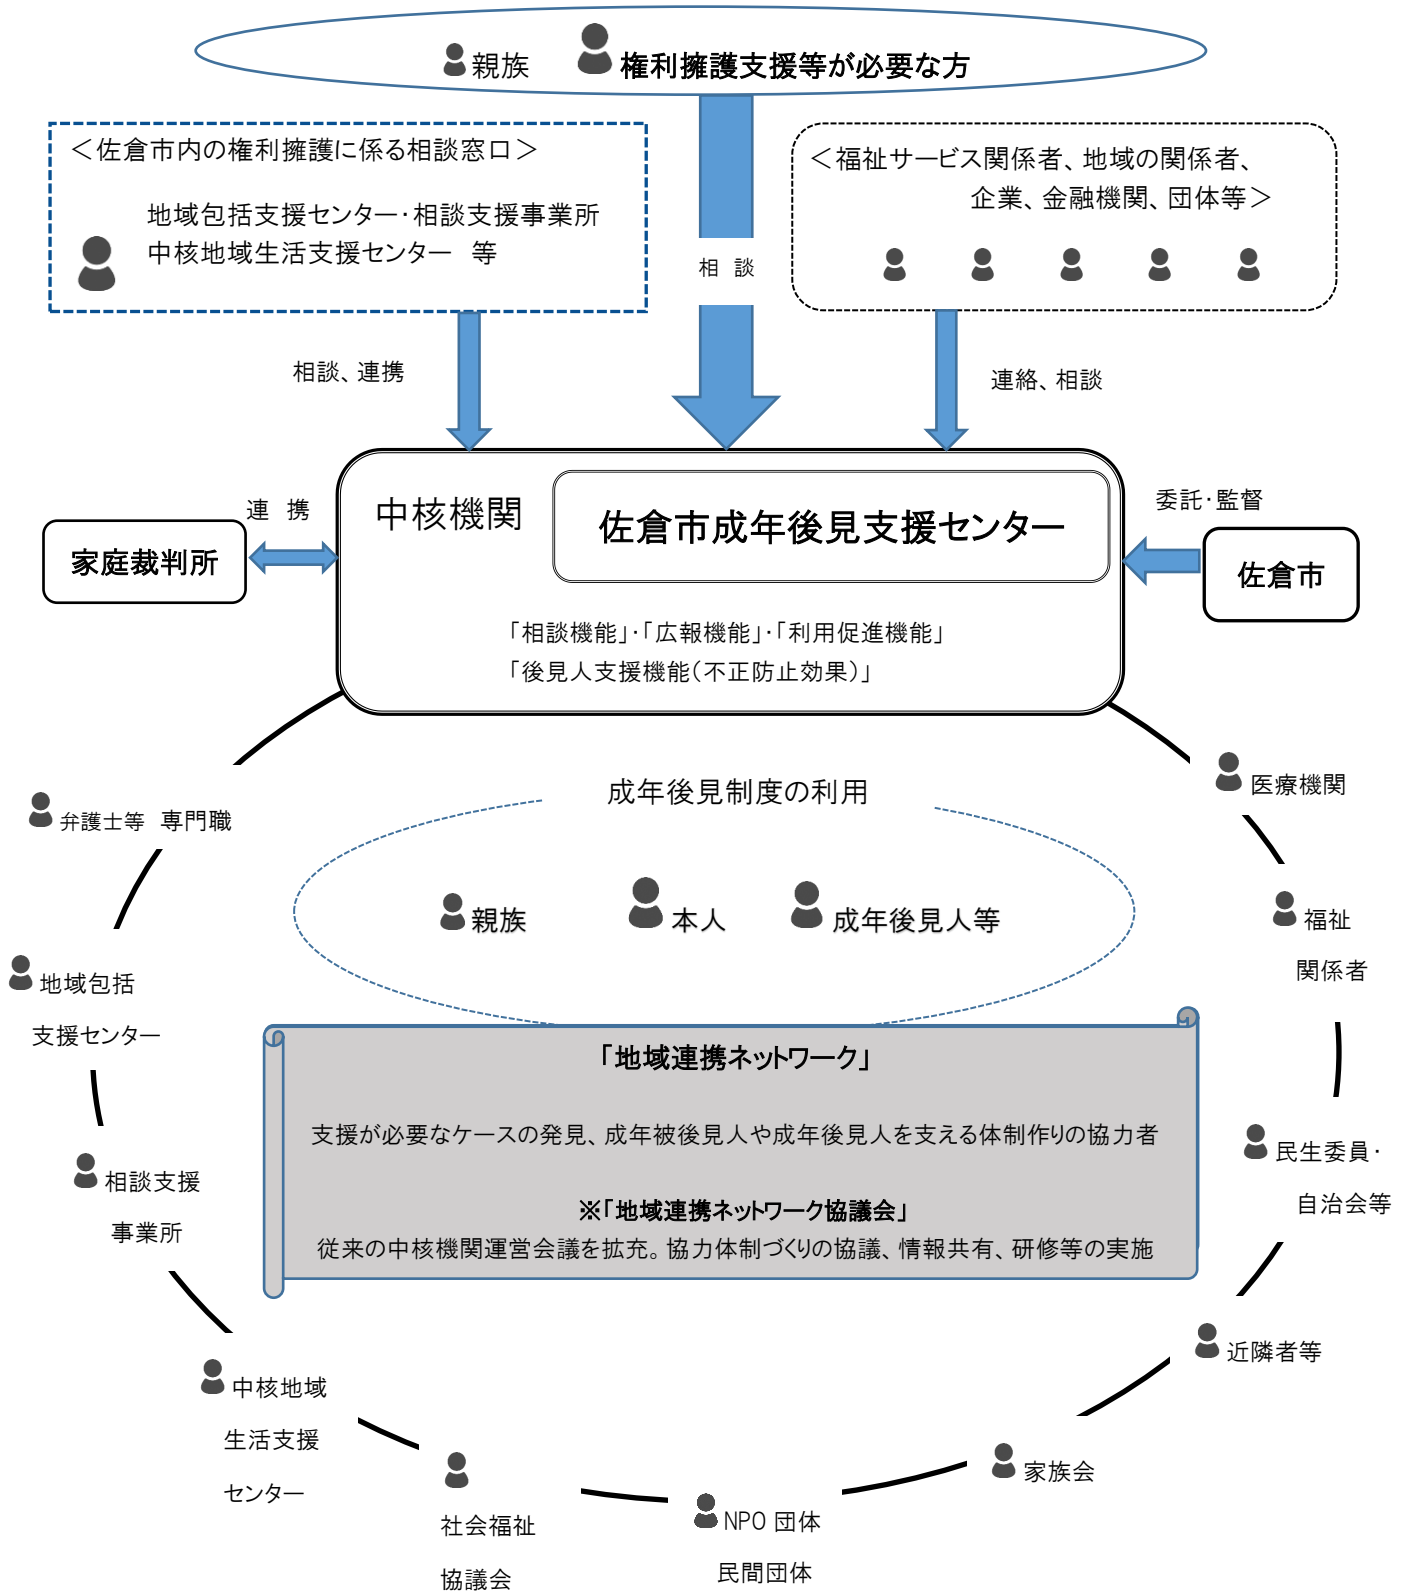 親族
権利擁護支援等が必要な方
＜佐倉市内の権利擁護に係る相談窓口＞
地域包括支援センター・相談支援事業所
中核地域生活支援センター　等
＜福祉サービス関係者、地域の関係者、
企業、金融機関、団体等＞
相　談
相談、連携
連絡、相談
中核機関
佐倉市成年後見支援センター
連　携
家庭裁判所
委託・監督
佐倉市
「相談機能」・「広報機能」・「利用促進機能」
「後見人支援機能（不正防止効果）」
成年後見制度の利用
親族
本人
成年後見人等
「地域連携ネットワーク」
支援が必要なケースの発見、成年被後見人や成年後見人を支える体制作りの協力者
※「地域連携ネットワーク協議会」
従来の中核機関運営会議を拡充。協力体制づくりの協議、情報共有、研修等の実施
弁護士等　専門職
地域包括
支援センター
相談支援
事業所
中核地域
生活支援
センター
社会福祉
協議会
NPO 団体
民間団体
家族会
近隣者等
民生委員・
自治会等
福祉
関係者
医療機関